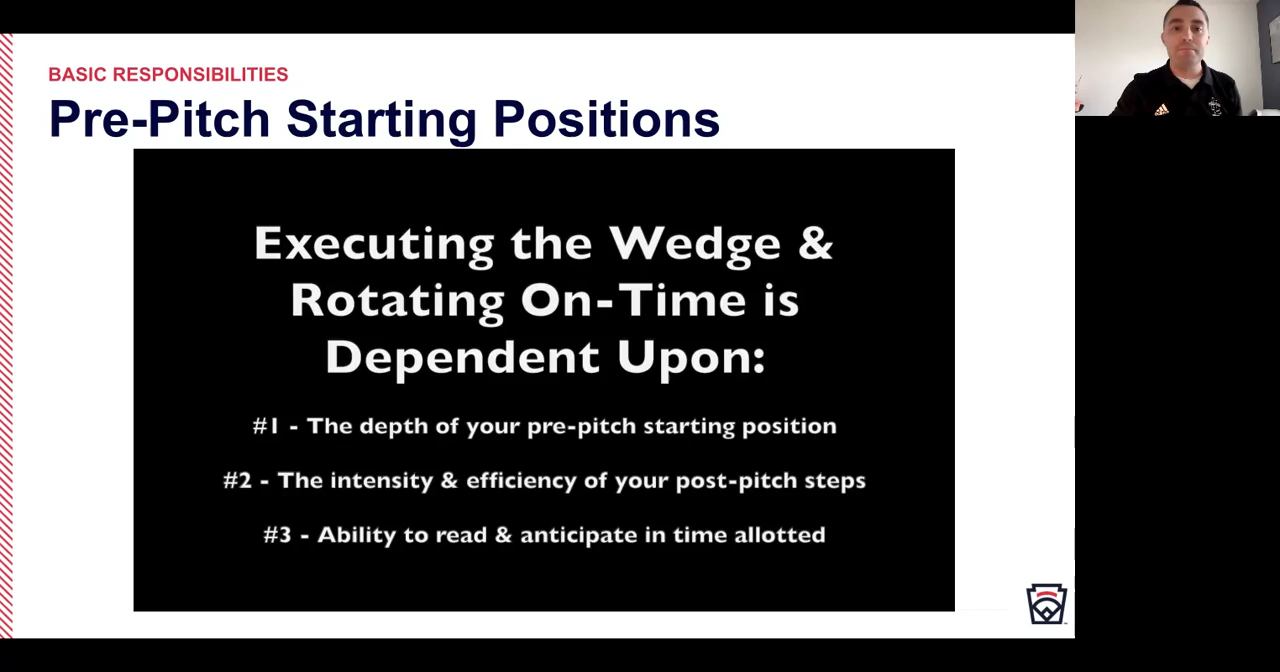 BASIC RESPONSIBILITIES
Pre-Pitch Starting Positions
Executing the Wedge &
Rotating On-Time is
Dependent Upon:
#1 - The depth of your pre-pitch starting position
#2 - The intensity & efficiency of your post-pitch steps
#3 - Ability to read & anticipate in time allotted